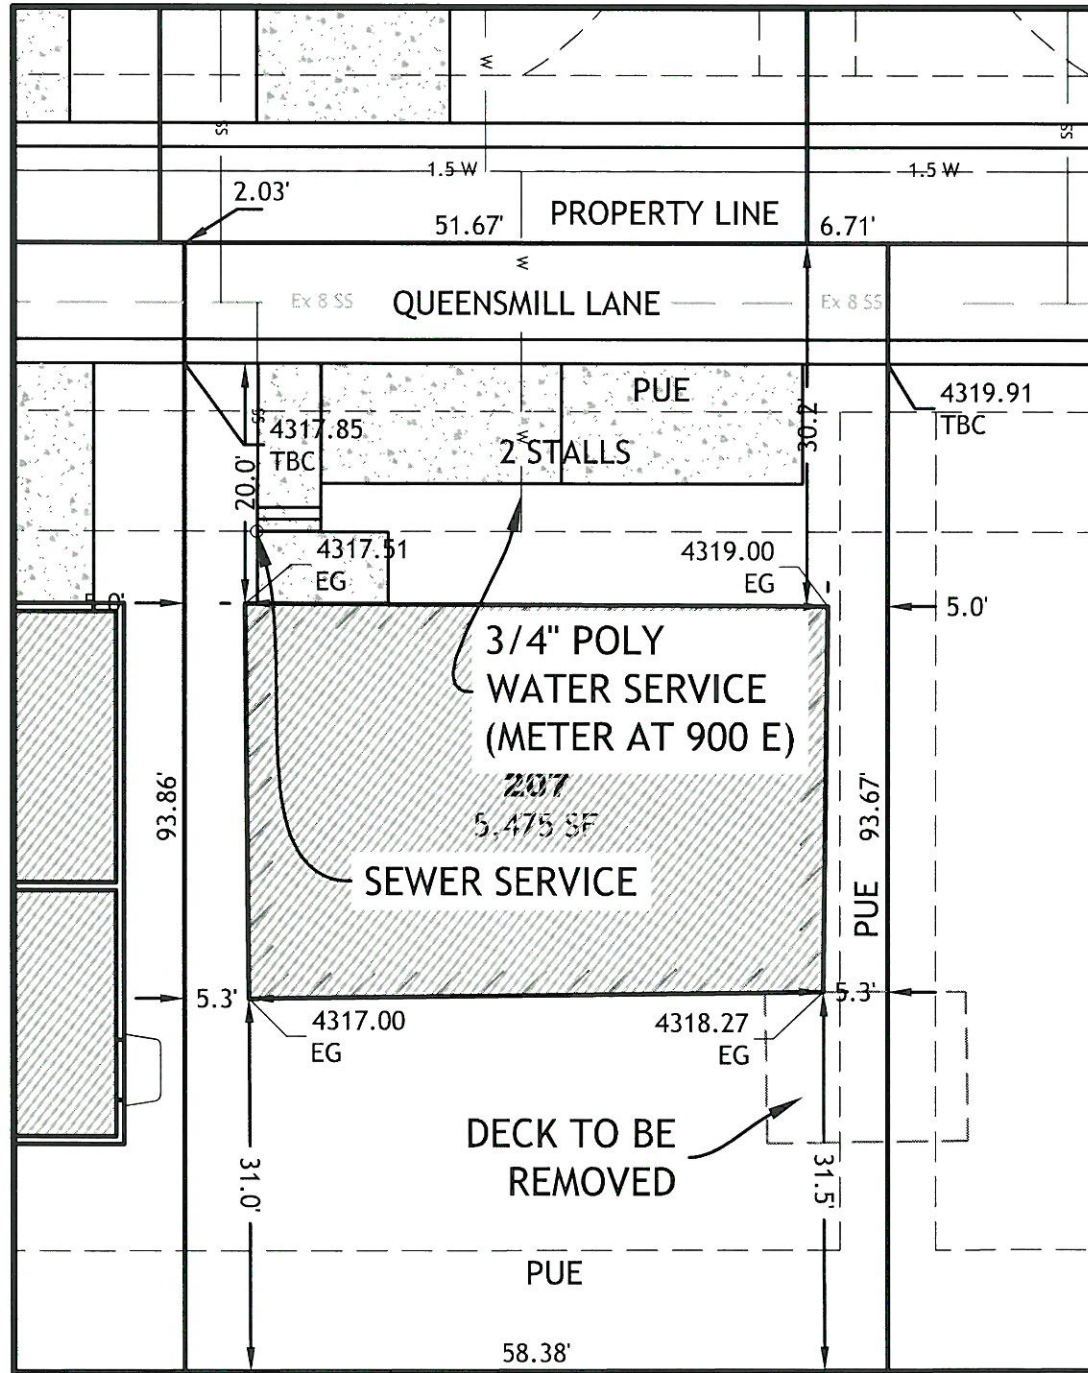 SS
W
SS
1.5 W
1.5 W
2.03'
51.67'
PROPERTY LINE
6.71'
W
Ex 8 SS
QUEENSMILL LANE
Ex 8 SS
PUE
4319.91
TBC
SS
4317.85
TBC
W
2 STALLS
30.2'
20.0'
4317.51
EG
4319.00
EG
5.0'
3/4" POLY
WATER SERVICE
(METER AT 900 E)
207
5,475 SF
93.86'
93.67'
SEWER SERVICE
PUE
5.3'
5.3'
4317.00
EG
4318.27
EG
DECK TO BE
REMOVED
31.0'
31.5'
PUE
58.38'